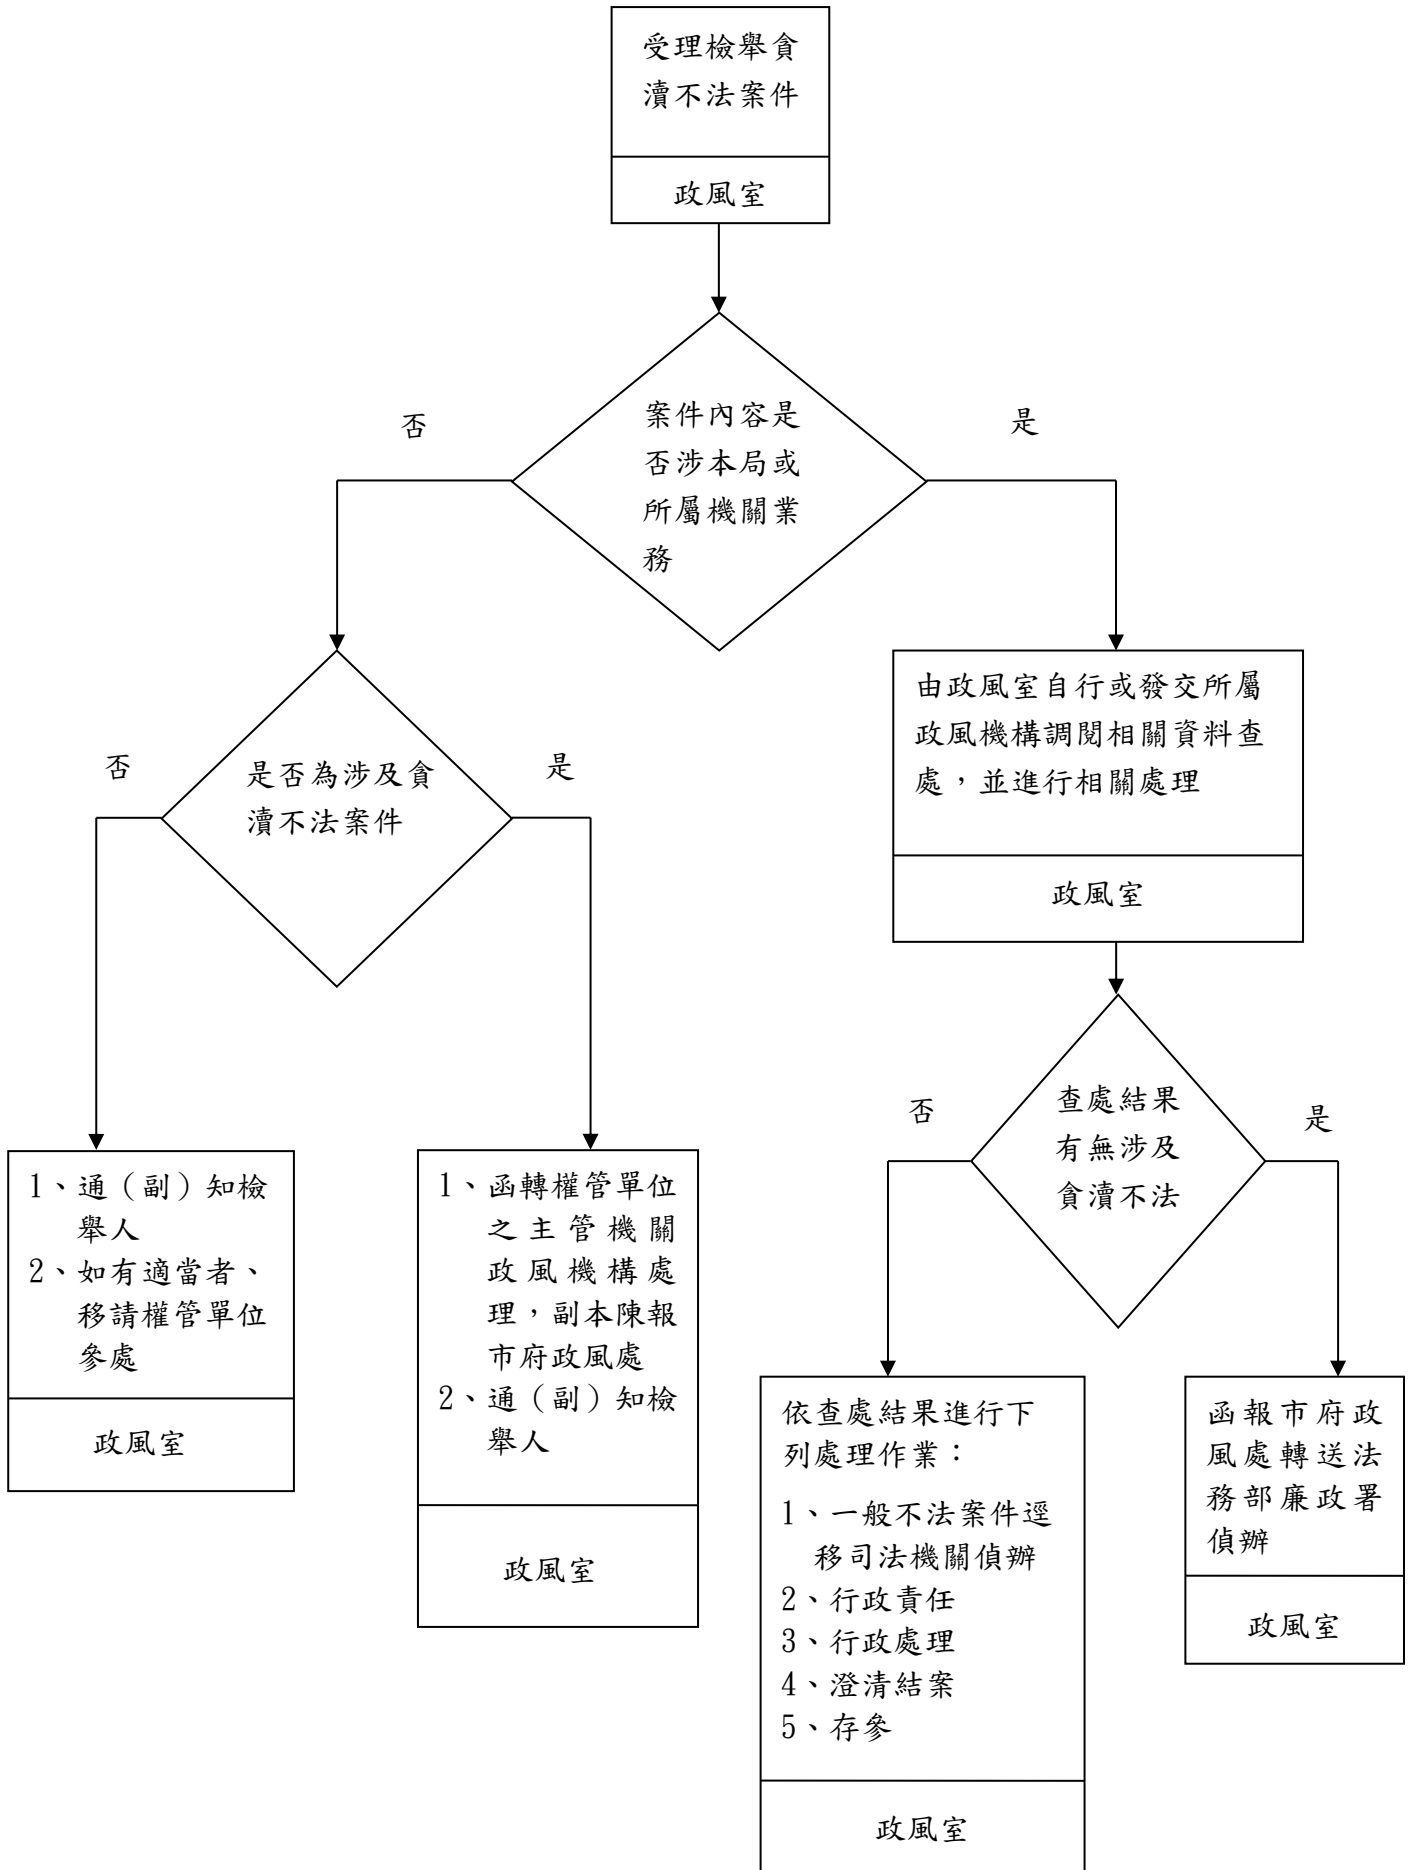 受理檢舉貪
瀆不法案件
政風室
案件內容是
否涉本局或
所屬機關業
務
否
是
是否為涉及貪
瀆不法案件
否
是
由政風室自行或發交所屬
政風機構調閱相關資料查
處，並進行相關處理
政風室
查處結果
有無涉及
貪瀆不法
否
是
1、通（副）知檢
舉人
2、如有適當者、
移請權管單位
參處
政風室
1、函轉權管單位
之主管機關
政風機構處
理，副本陳報
市府政風處
2、通（副）知檢
舉人
政風室
依查處結果進行下
列處理作業：
1、一般不法案件逕
移司法機關偵辦
2、行政責任
3、行政處理
4、澄清結案
5、存參
政風室
函報市府政
風處轉送法
務部廉政署
偵辦
政風室